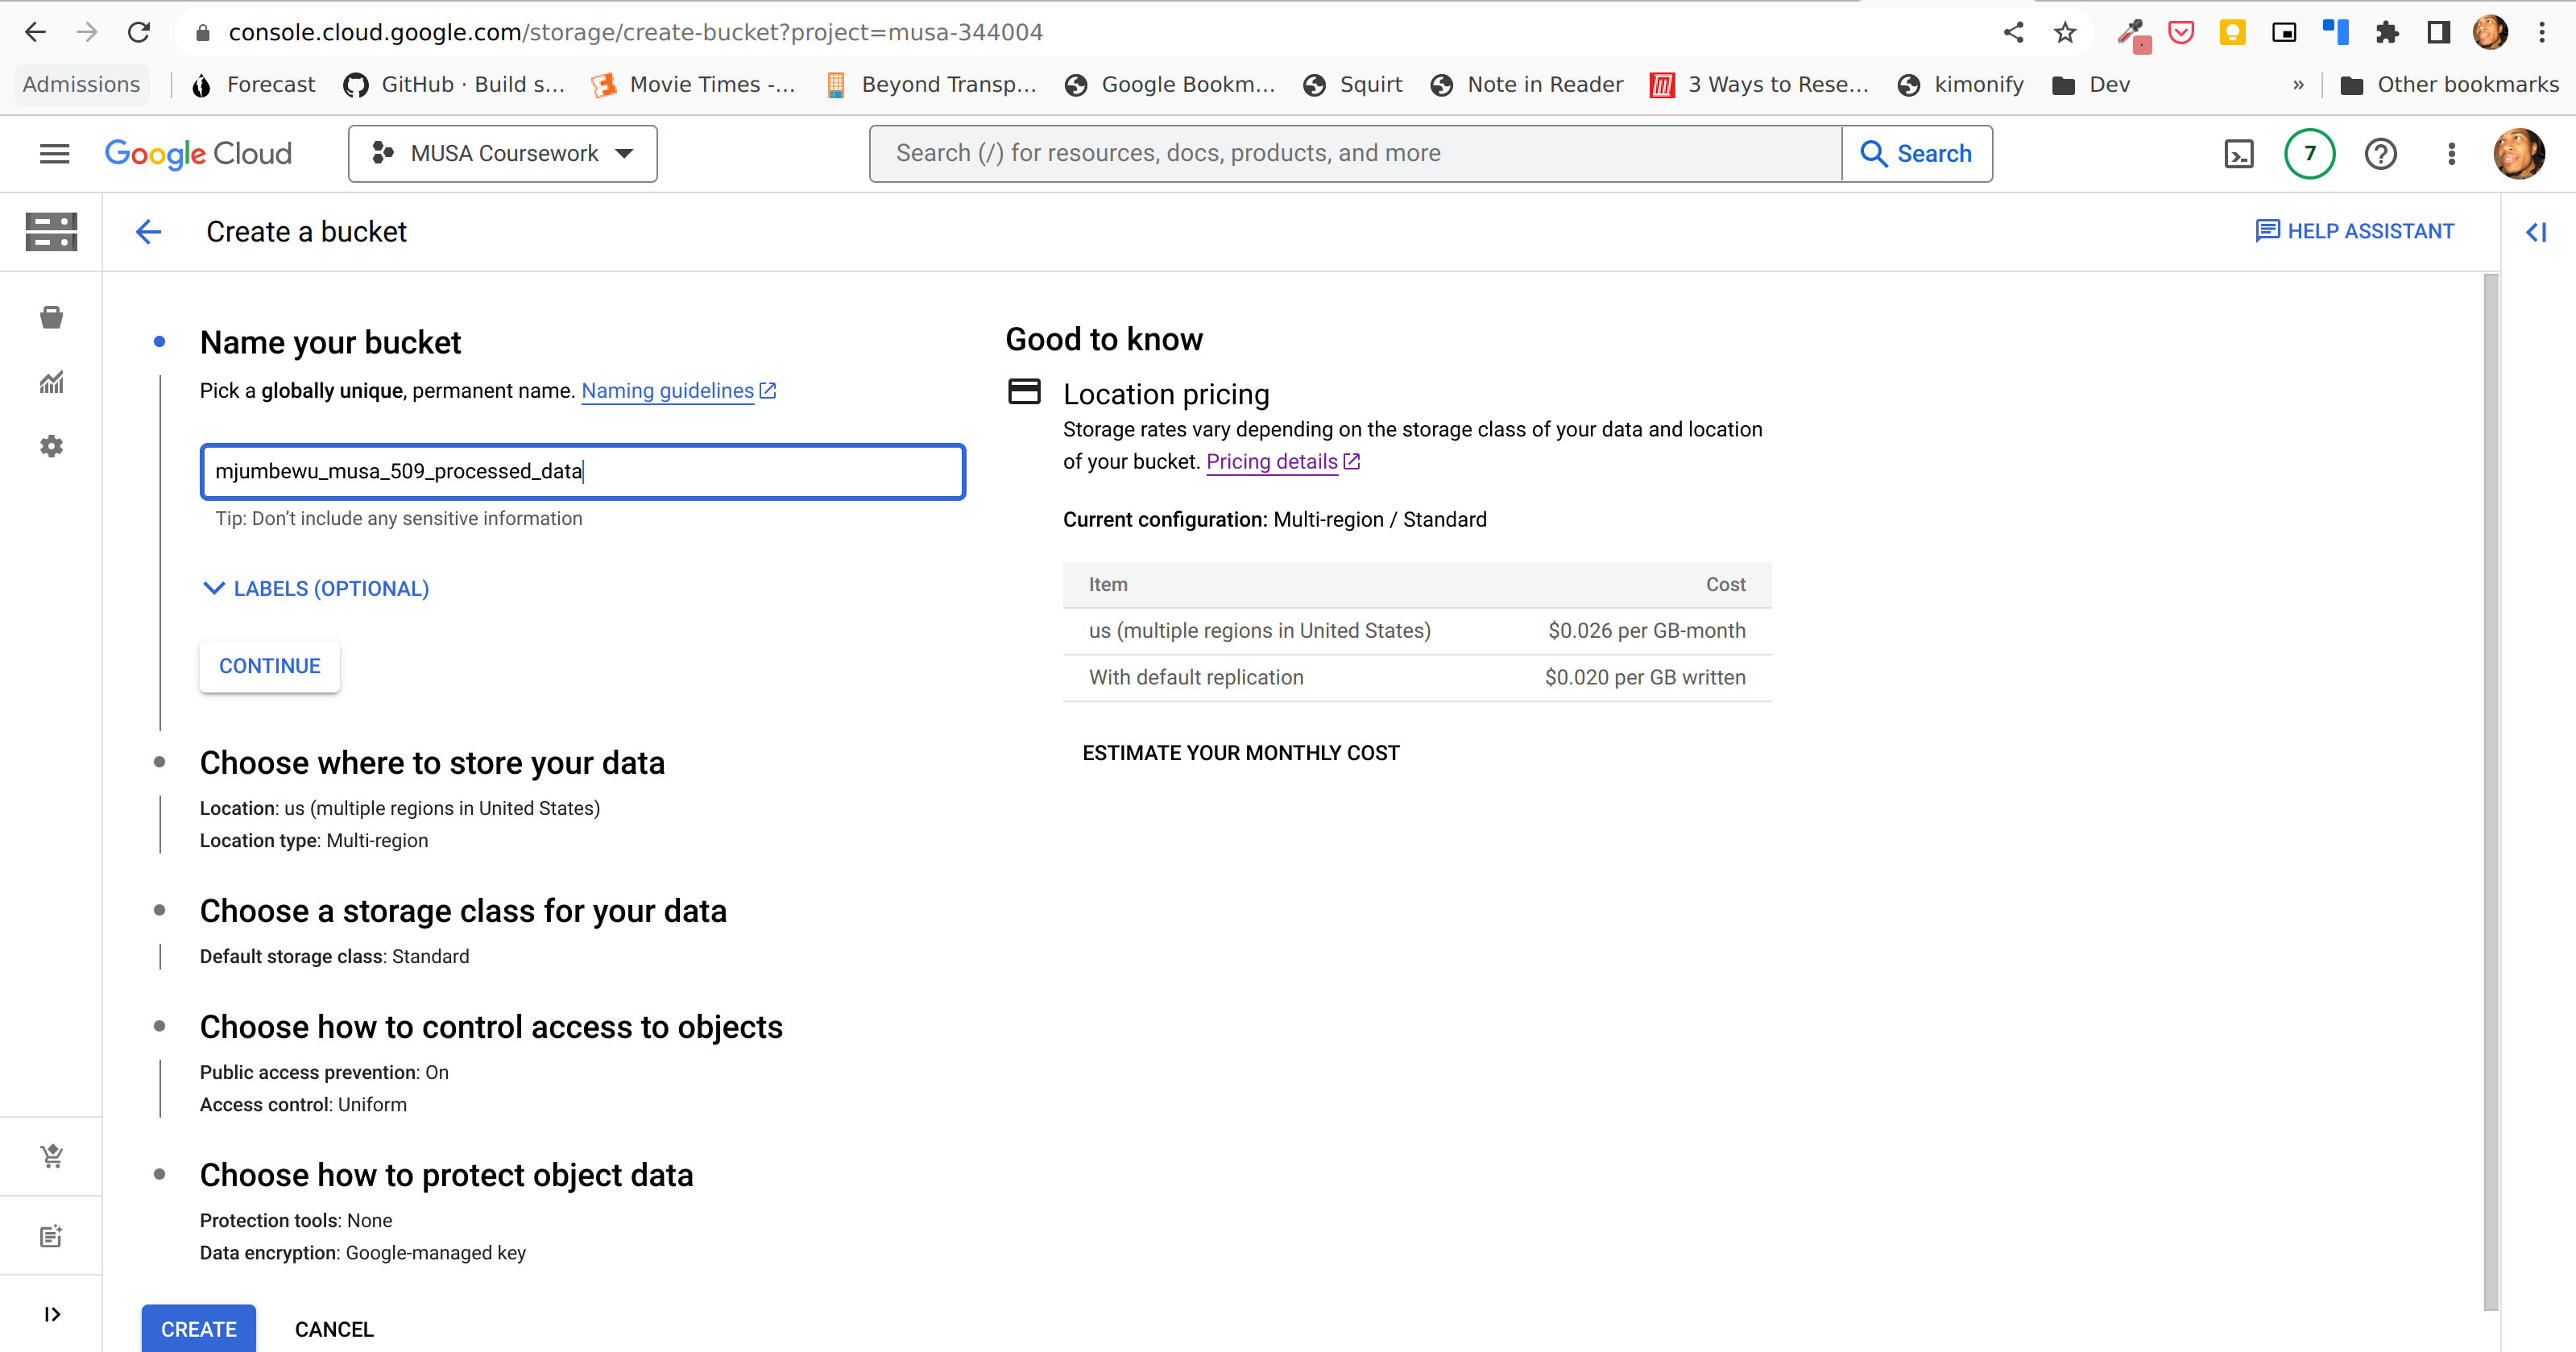 console.cloud.google.com/storage/create-bucket?project=musa-344004
Admissions
Forecast
GitHub · Build s...
Movie Times -...
Beyond Transp...
Google Bookm...
Squirt
Note in Reader
3 Ways to Rese...
kimonify
Dev
»
Other bookmarks
Google Cloud
MUSA Coursework
Search (/) for resources, docs, products, and more
Search
7
Create a bucket
HELP ASSISTANT
Name your bucket
Pick a globally unique, permanent name. Naming guidelines
mjumbewu_musa_509_processed_data
Tip: Don’t include any sensitive information
LABELS (OPTIONAL)
CONTINUE
Choose where to store your data
Location: us (multiple regions in United States)
Location type: Multi-region
Choose a storage class for your data
Default storage class: Standard
Choose how to control access to objects
Public access prevention: On
Access control: Uniform
Choose how to protect object data
Protection tools: None
Data encryption: Google-managed key
CREATE
CANCEL
Good to know
Location pricing
Storage rates vary depending on the storage class of your data and location
of your bucket. Pricing details
Current configuration: Multi-region / Standard
Item Cost
us (multiple regions in United States) $0.026 per GB-month
With default replication $0.020 per GB written
ESTIMATE YOUR MONTHLY COST